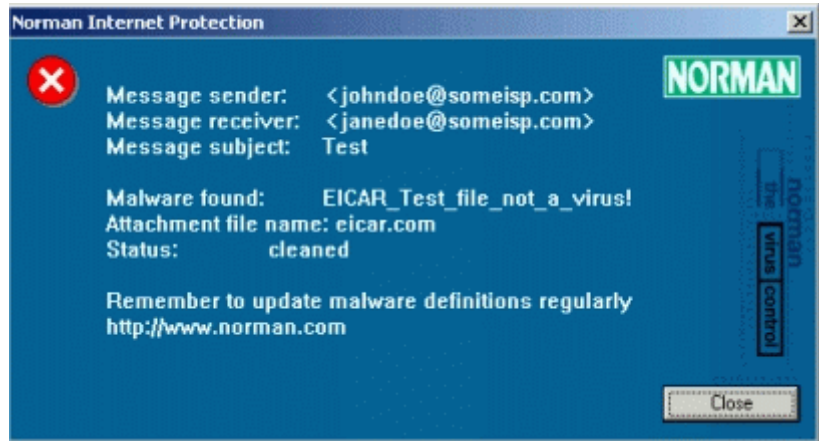 Norman Internet Protection
NORMAN
Message sender: <johndoe@someisp.com>
Message receiver: <janedoe@someisp.com>
Message subject: Test
Malware found: EICAR_Test_file_not_a_virus!
Attachment file name: eicar.com
Status: cleaned
Remember to update malware definitions regularly
http://www.norman.com
norman
the virus control
Close